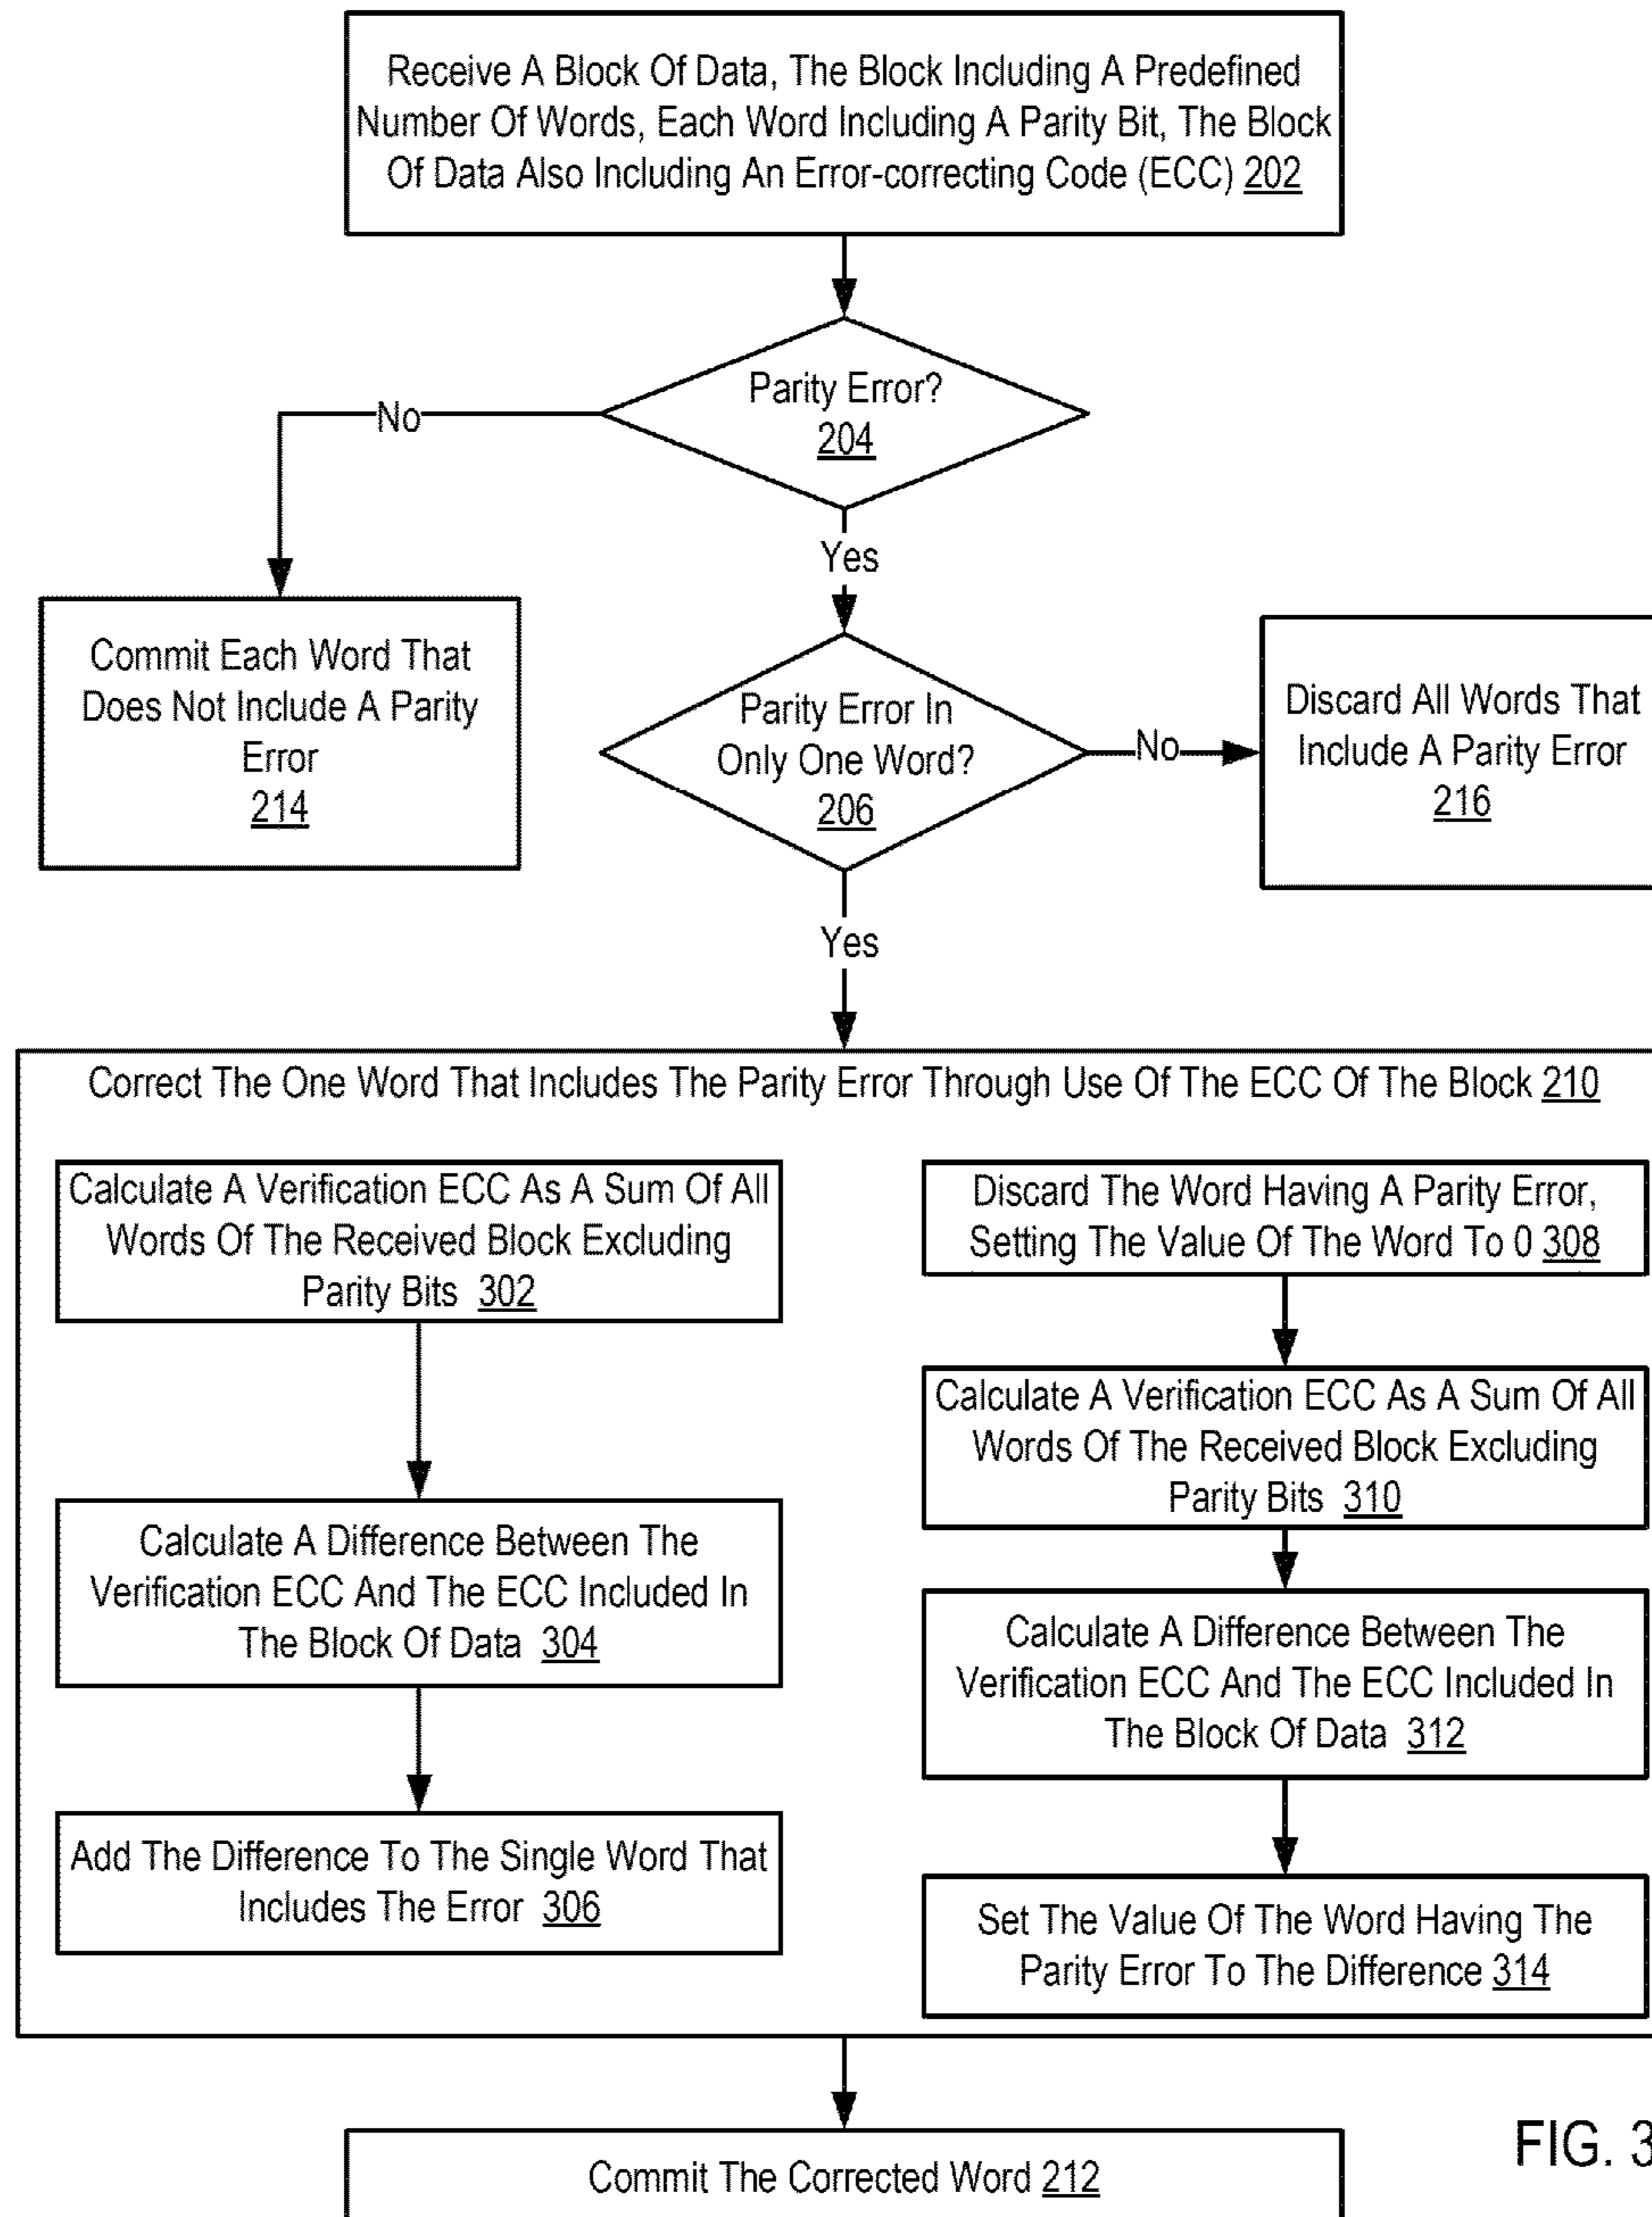 Receive A Block Of Data, The Block Including A Predefined
Number Of Words, Each Word Including A Parity Bit, The Block
Of Data Also Including An Error-correcting Code (ECC) 202
Parity Error?
204
No
Yes
Commit Each Word That
Does Not Include A Parity
Error
214
Parity Error In
Only One Word?
206
No
Discard All Words That
Include A Parity Error
216
Yes
Correct The One Word That Includes The Parity Error Through Use Of The ECC Of The Block 210
Calculate A Verification ECC As A Sum Of All
Words Of The Received Block Excluding
Parity Bits 302
Calculate A Difference Between The
Verification ECC And The ECC Included In
The Block Of Data 304
Add The Difference To The Single Word That
Includes The Error 306
Discard The Word Having A Parity Error,
Setting The Value Of The Word To 0 308
Calculate A Verification ECC As A Sum Of All
Words Of The Received Block Excluding
Parity Bits 310
Calculate A Difference Between The
Verification ECC And The ECC Included In
The Block Of Data 312
Set The Value Of The Word Having The
Parity Error To The Difference 314
Commit The Corrected Word 212
FIG. 3